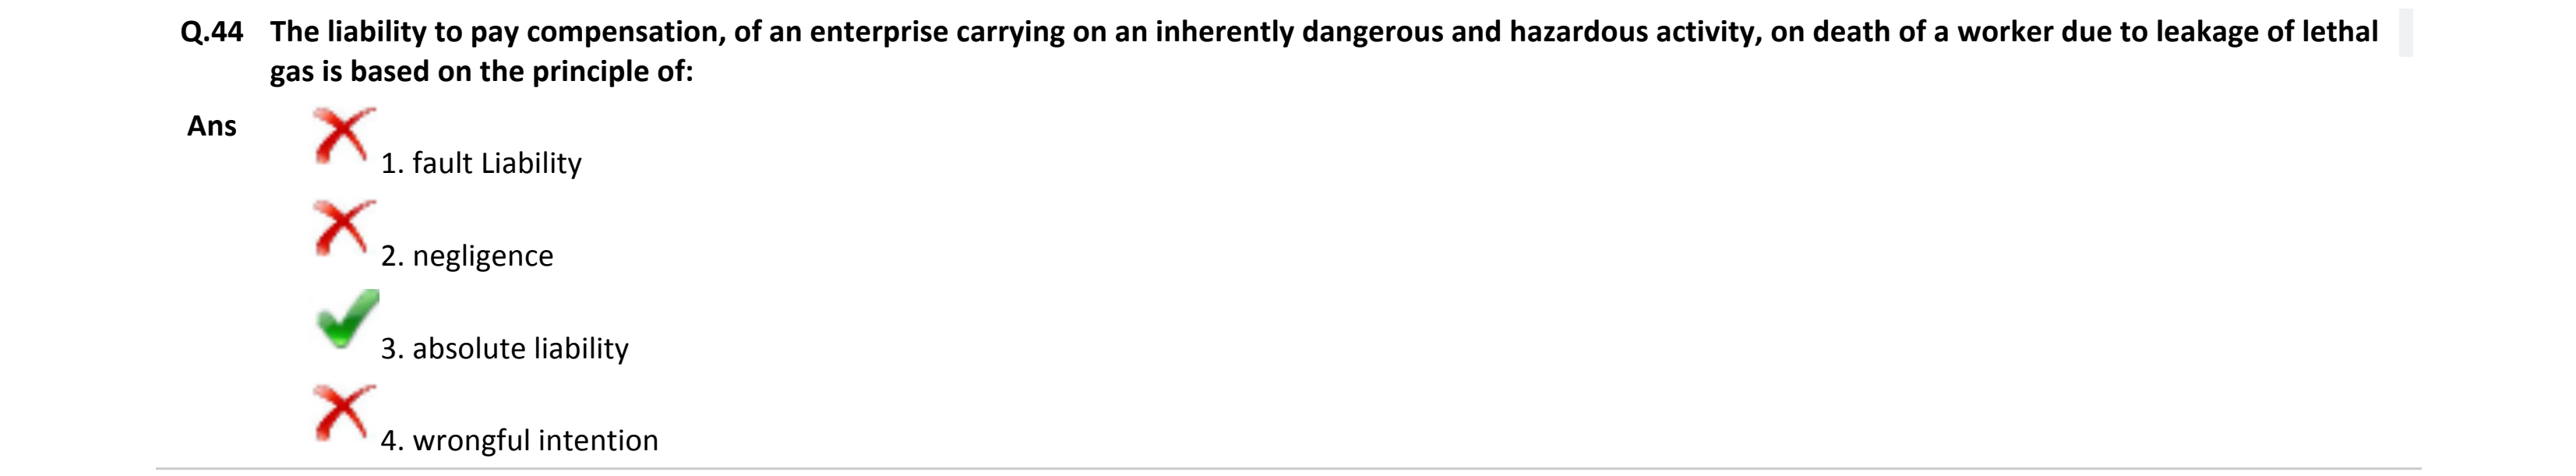 Q.44 The liability to pay compensation, of an enterprise carrying on an inherently dangerous and hazardous activity, on death of a worker due to leakage of lethal
gas is based on the principle of:
Ans
1. fault Liability
2. negligence
3. absolute liability
4. wrongful intention